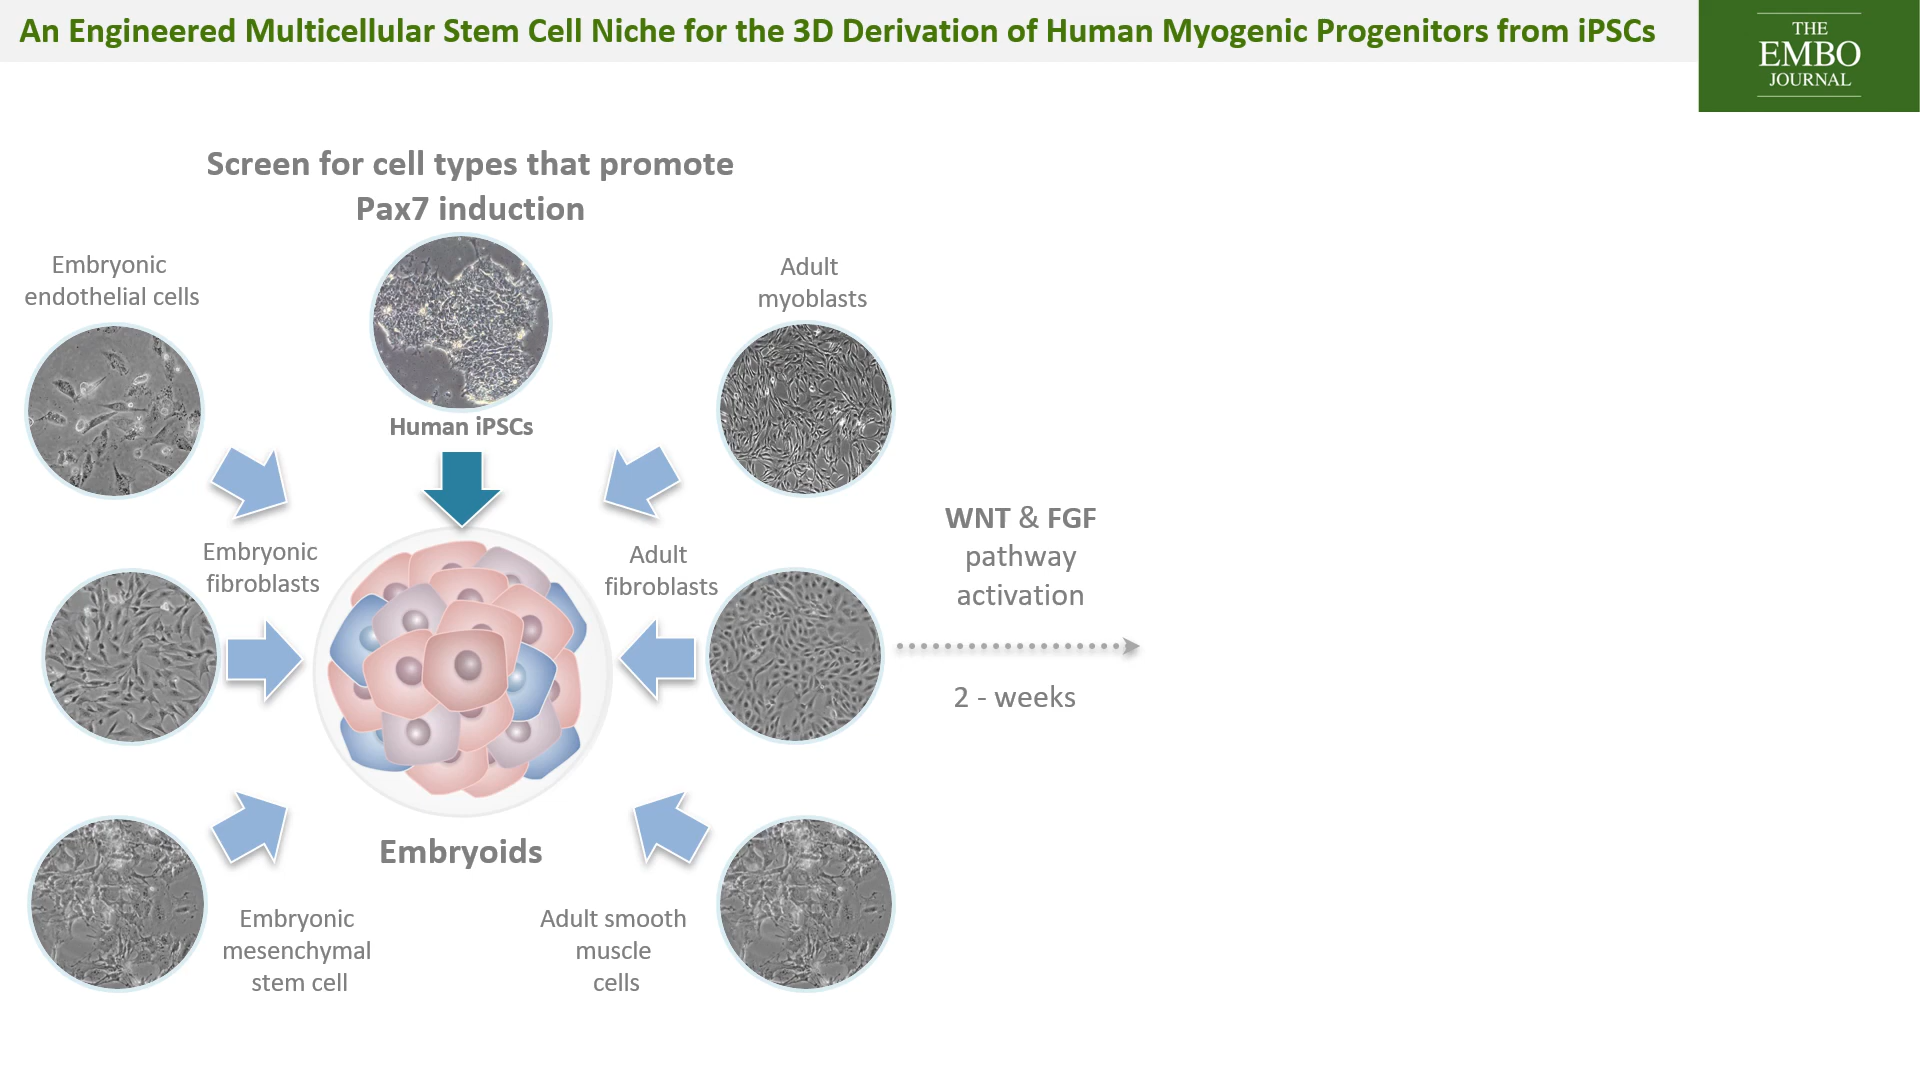 An Engineered Multicellular Stem Cell Niche for the 3D Derivation of Human Myogenic Progenitors from iPSCs
THE
EMBO
JOURNAL
Screen for cell types that promote
Pax7 induction
Embryonic
endothelial cells
Adult
myoblasts
Human iPSCs
Embryonic
fibroblasts
Adult
fibroblasts
WNT & FGF
pathway
activation
2 - weeks
Embryoids
Embryonic
mesenchymal
stem cell
Adult smooth
muscle
cells